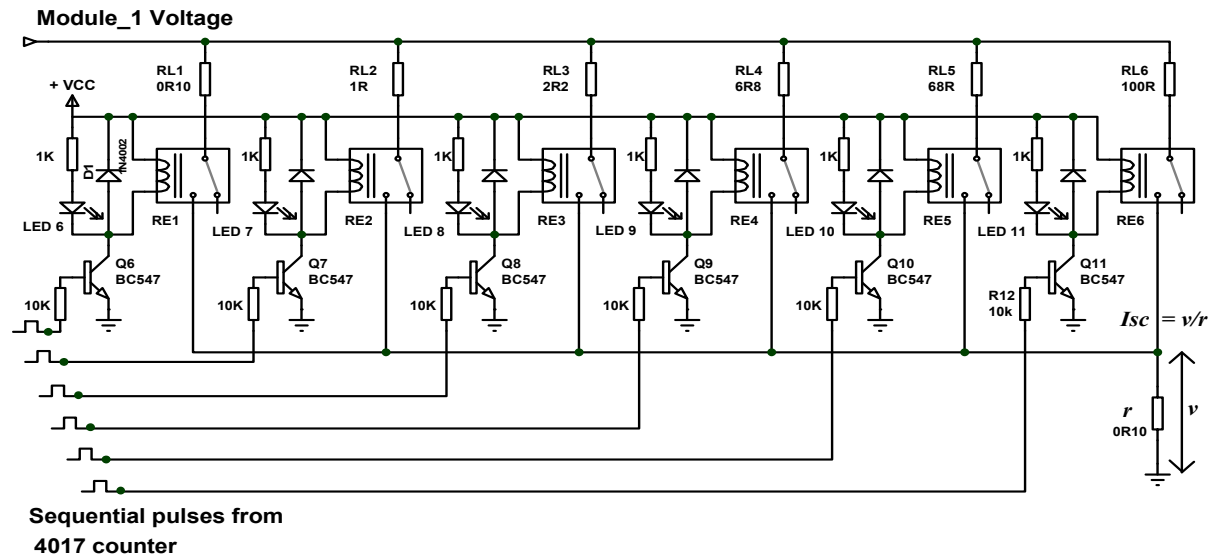 Module_1 Voltage
RL1
0R10
RL2
1R
RL3
2R2
RL4
6R8
RL5
68R
RL6
100R
+ VCC
1K
D1
1N4002
1K
1K
1K
1K
1K
LED 6
RE1
LED 7
RE2
LED 8
RE3
LED 9
RE4
LED 10
RE5
LED 11
RE6
Q6
BC547
Q7
BC547
Q8
BC547
Q9
BC547
Q10
BC547
Q11
BC547
10K
10K
10K
10K
10K
R12
10k
Isc = v/r
r
0R10
v
Sequential pulses from
4017 counter